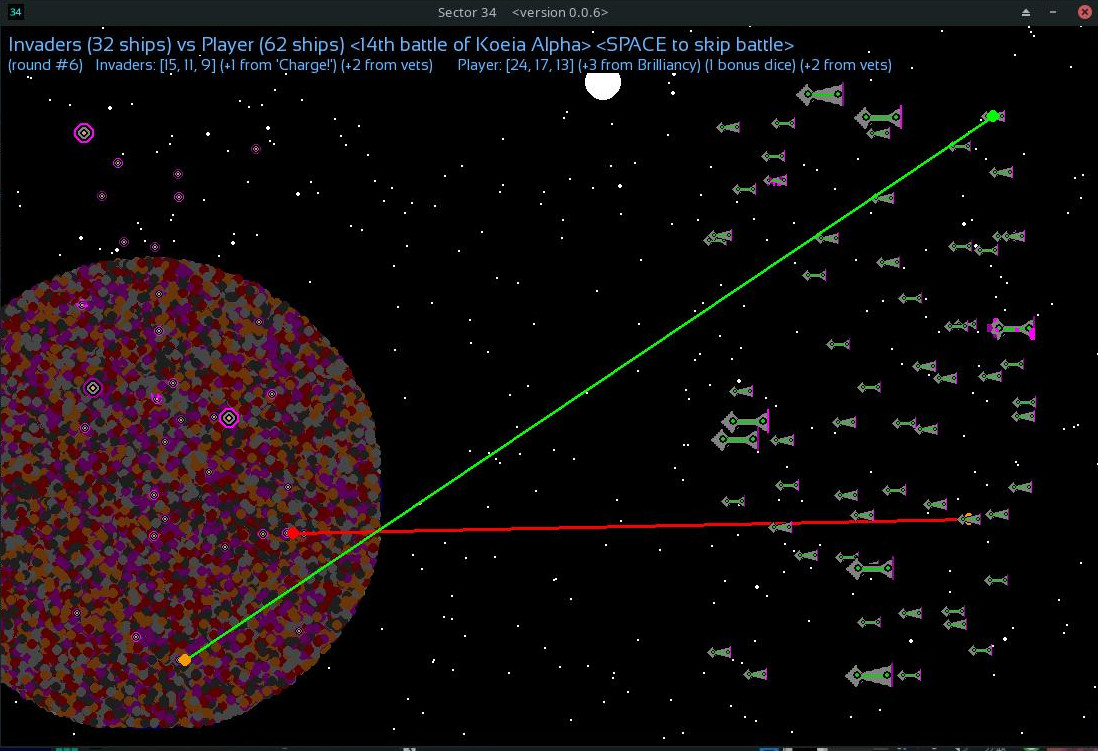 34
Sector 34 <version 0.0.6>
Invaders (32 ships) vs Player (62 ships) <14th battle of Koeia Alpha> <SPACE to skip battle>
(round #6) Invaders: [15, 11, 9] (+1 from 'Charge!') (+2 from vets) Player: [24, 17, 13] (+3 from Brilliancy) (1 bonus dice) (+2 from vets)